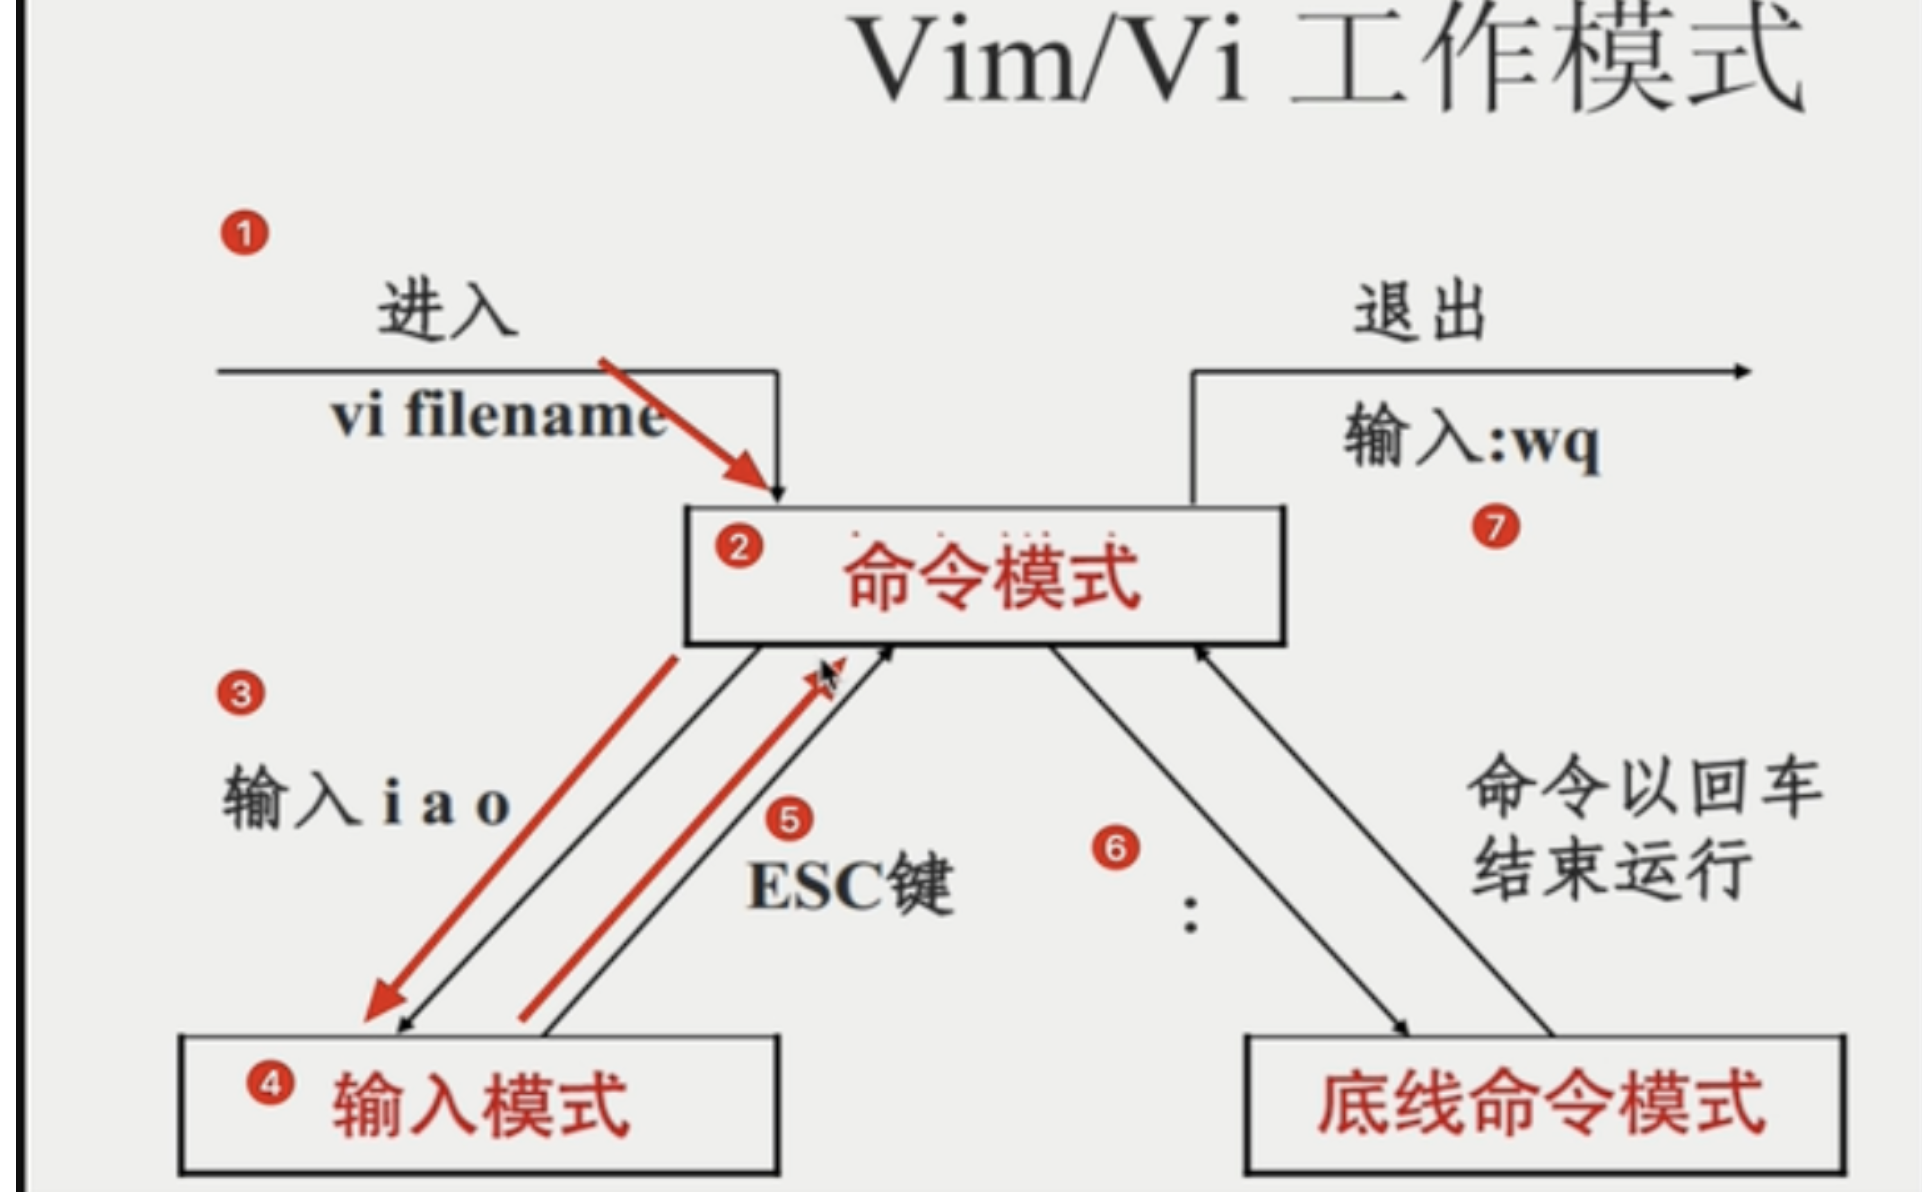 Vim/Vi 工作模式
1
进入
vi filename
退出
输入:wq
7
2
命令模式
3
输入 i a o
5
ESC键
6
:
命令以回车
结束运行
4
输入模式
底线命令模式